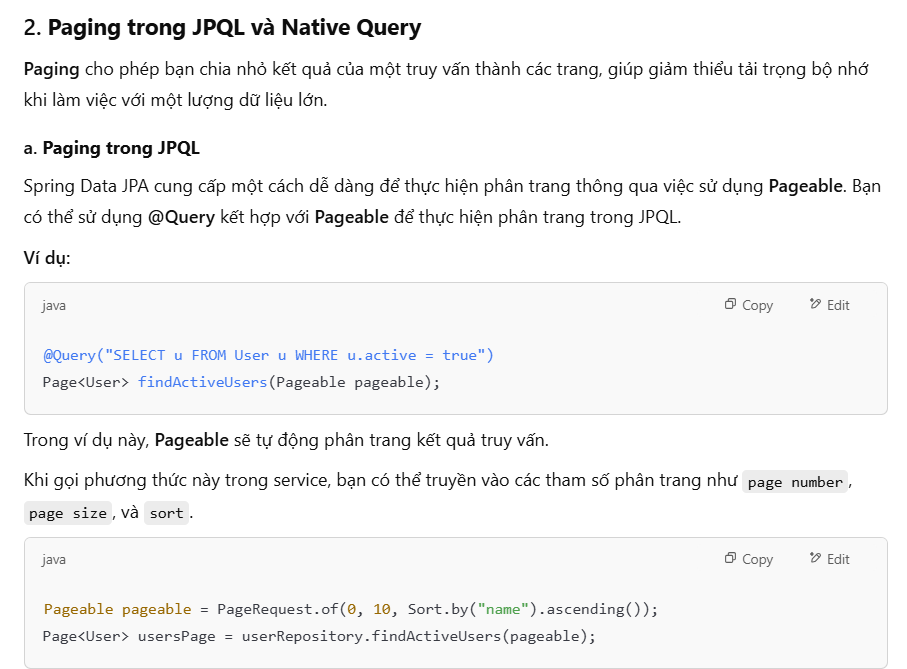 2. Paging trong JPQL và Native Query
Paging cho phép bạn chia nhỏ kết quả của một truy vấn thành các trang, giúp giảm thiểu tải trọng bộ nhớ
khi làm việc với một lượng dữ liệu lớn.
a. Paging trong JPQL
Spring Data JPA cung cấp một cách dễ dàng để thực hiện phân trang thông qua việc sử dụng Pageable. Bạn
có thể sử dụng @Query kết hợp với Pageable để thực hiện phân trang trong JPQL.
Ví dụ:
java Copy Edit
@Query("SELECT u FROM User u WHERE u.active = true")
Page<User> findActiveUsers(Pageable pageable);
Trong ví dụ này, Pageable sẽ tự động phân trang kết quả truy vấn.
Khi gọi phương thức này trong service, bạn có thể truyền vào các tham số phân trang như page number,
page size, và sort.
java Copy Edit
Pageable pageable = PageRequest.of(0, 10, Sort.by("name").ascending());
Page<User> usersPage = userRepository.findActiveUsers(pageable);